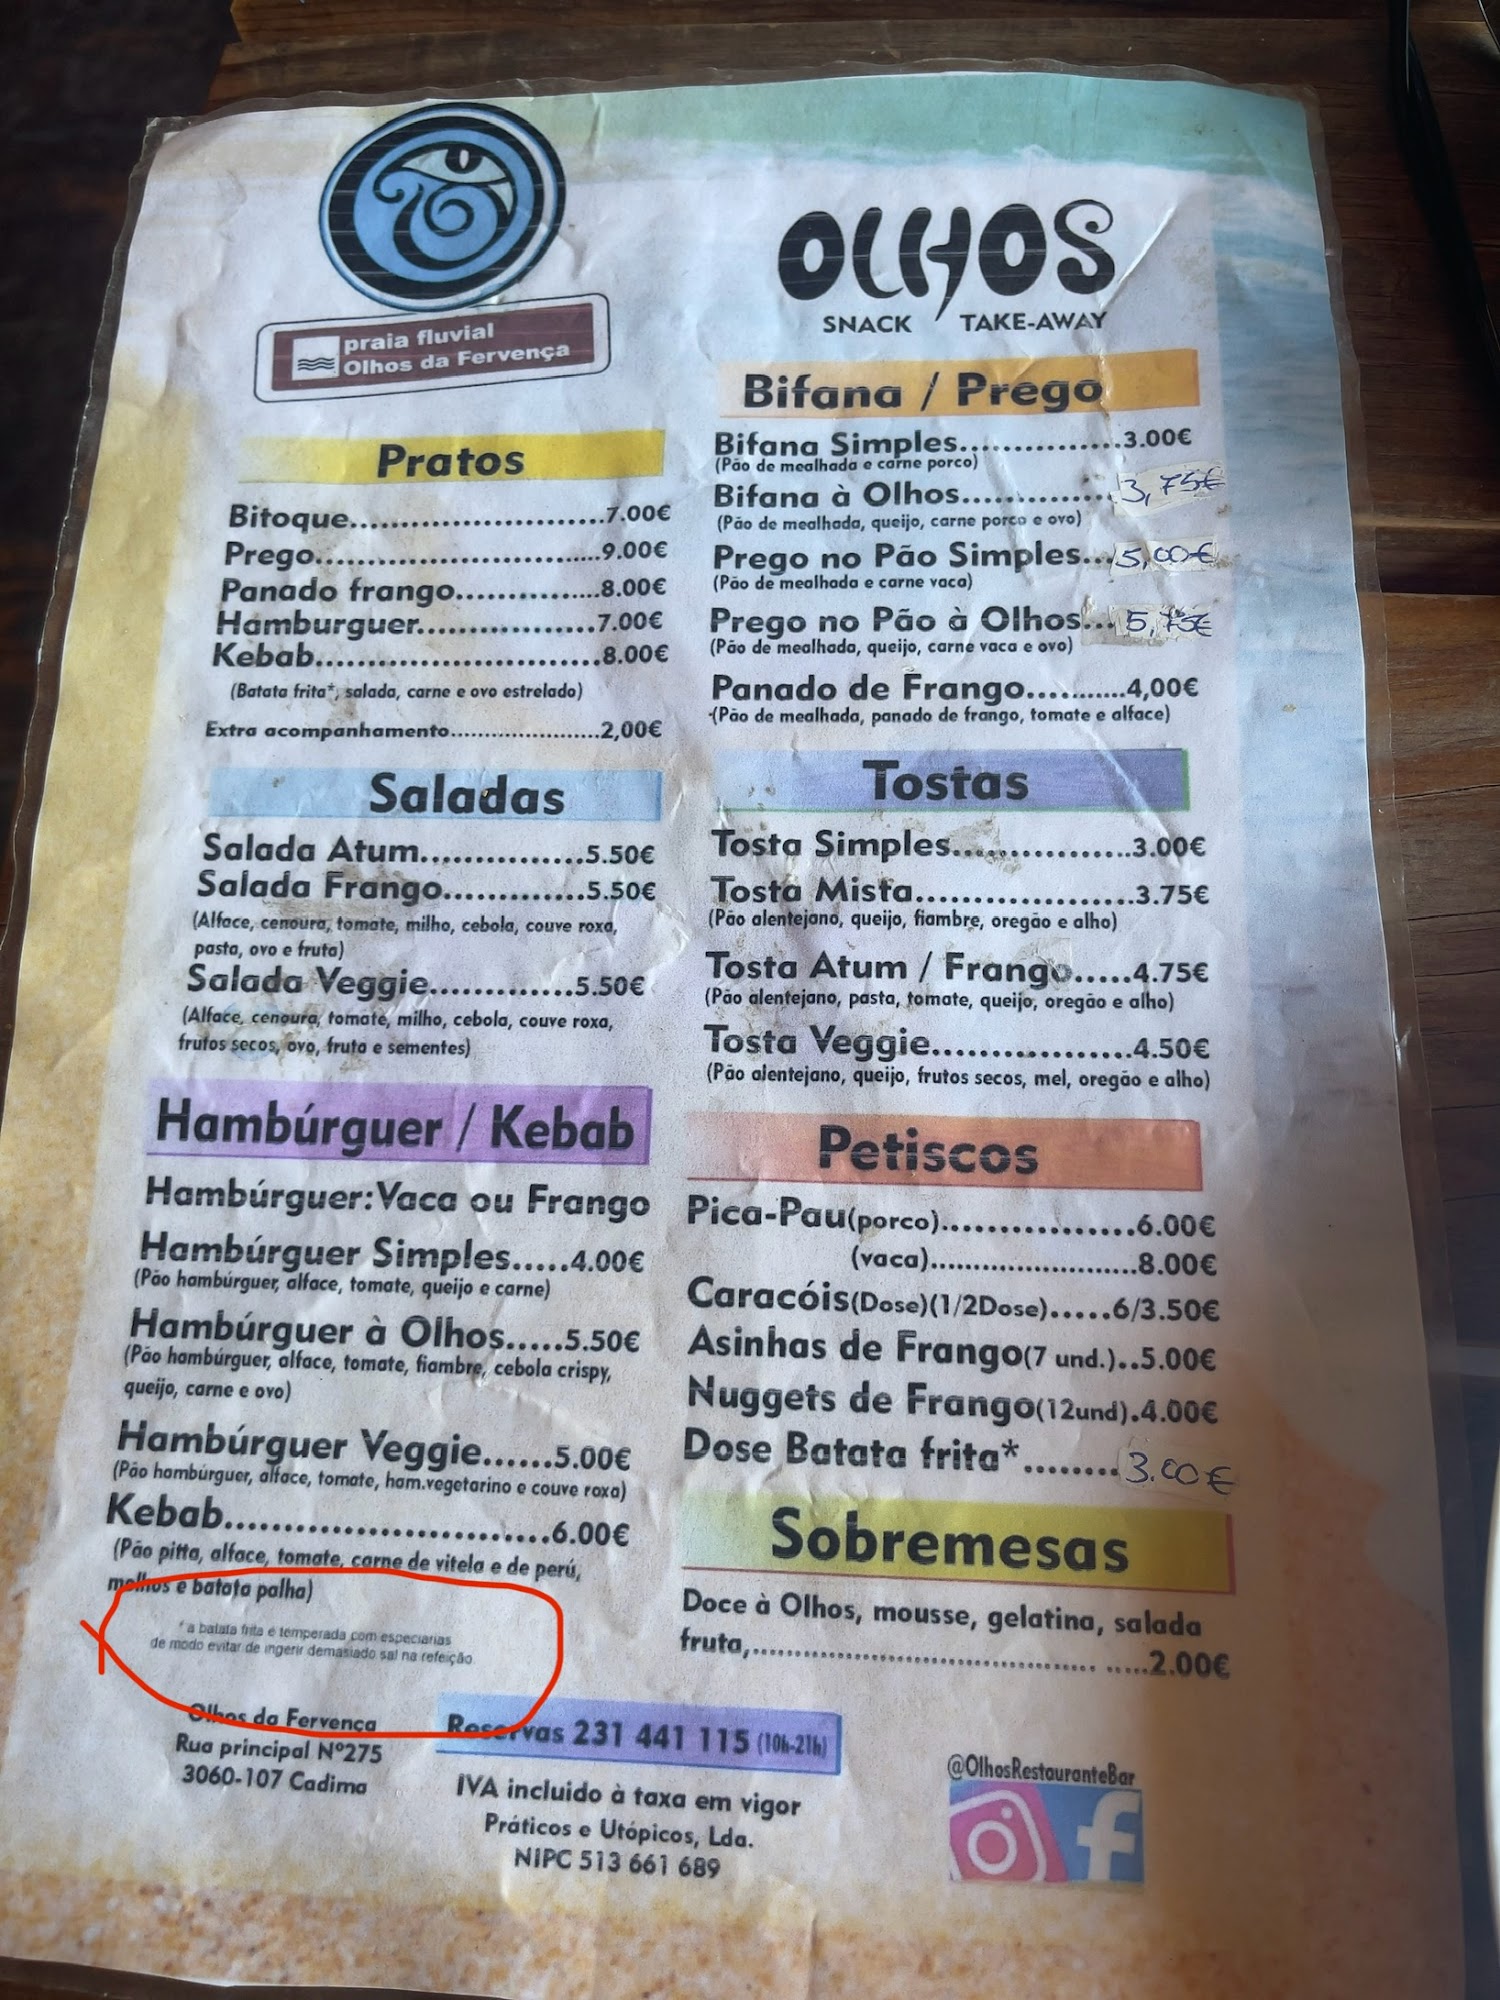 praia fluvial
Olhos da Fervença
OLHOS
SNACK TAKE-AWAY
Pratos
Bitoque.........................7.00€
Prego............................9.00€
Panado frango...............8.00€
Hamburguer..................7.00€
Kebab............................8.00€
(Batata frita*, salada, carne e ovo estrelado)
Extra acompanhamento......................2,00€
Saladas
Salada Atum...............5.50€
Salada Frango............5.50€
(Alface, cenoura, tomate, milho, cebola, couve roxa,
pasta, ovo e fruta)
Salada Veggie.............5.50€
(Alface, cenoura, tomate, milho, cebola, couve roxa,
frutos secos, ovo, fruta e sementes)
Hambúrguer / Kebab
Hambúrguer:Vaca ou Frango
Hambúrguer Simples.....4.00€
(Pão hambúrguer, alface, tomate, queijo e carne)
Hambúrguer à Olhos.....5.50€
(Pão hambúrguer, alface, tomate, fiambre, cebola crispy,
queijo, carne e ovo)
Hambúrguer Veggie......5.00€
(Pão hambúrguer, alface, tomate, ham.vegetarino e couve roxa)
Kebab...........................6.00€
(Pão pitta, alface, tomate, carne de vitela e de perú,
molhos e batata palha)
* a batata frita é temperada com especiarias
de modo evitar de ingerir demasiado sal na refeição.
Bifana / Prego
Bifana Simples..............3.00€
(Pão de mealhada e carne porco)
Bifana à Olhos.............3,75€
(Pão de mealhada, queijo, carne porco e ovo)
Prego no Pão Simples...5,00€
(Pão de mealhada e carne vaca)
Prego no Pão à Olhos...5,75€
(Pão de mealhada, queijo, carne vaca e ovo)
Panado de Frango...........4,00€
(Pão de mealhada, panado de frango, tomate e alface)
Tostas
Tosta Simples.................3.00€
Tosta Mista....................3.75€
(Pão alentejano, queijo, fiambre, oregão e alho)
Tosta Atum / Frango.....4.75€
(Pão alentejano, pasta, tomate, queijo, oregão e alho)
Tosta Veggie..................4.50€
(Pão alentejano, queijo, frutos secos, mel, oregão e alho)
Petiscos
Pica-Pau(porco).................6.00€
(vaca).........................8.00€
Caracóis(Dose)(1/2Dose).....6/3.50€
Asinhas de Frango(7 und.)..5.00€
Nuggets de Frango(12und).4.00€
Dose Batata frita*........3.00€
Sobremesas
Doce à Olhos, mousse, gelatina, salada
fruta,........................................ .....2.00€
Olhos da Fervença
Rua principal Nº275
3060-107 Cadima
Reservas 231 441 115 (10h-21h)
IVA incluido à taxa em vigor
Práticos e Utópicos, Lda.
NIPC 513 661 689
@OlhosRestauranteBar